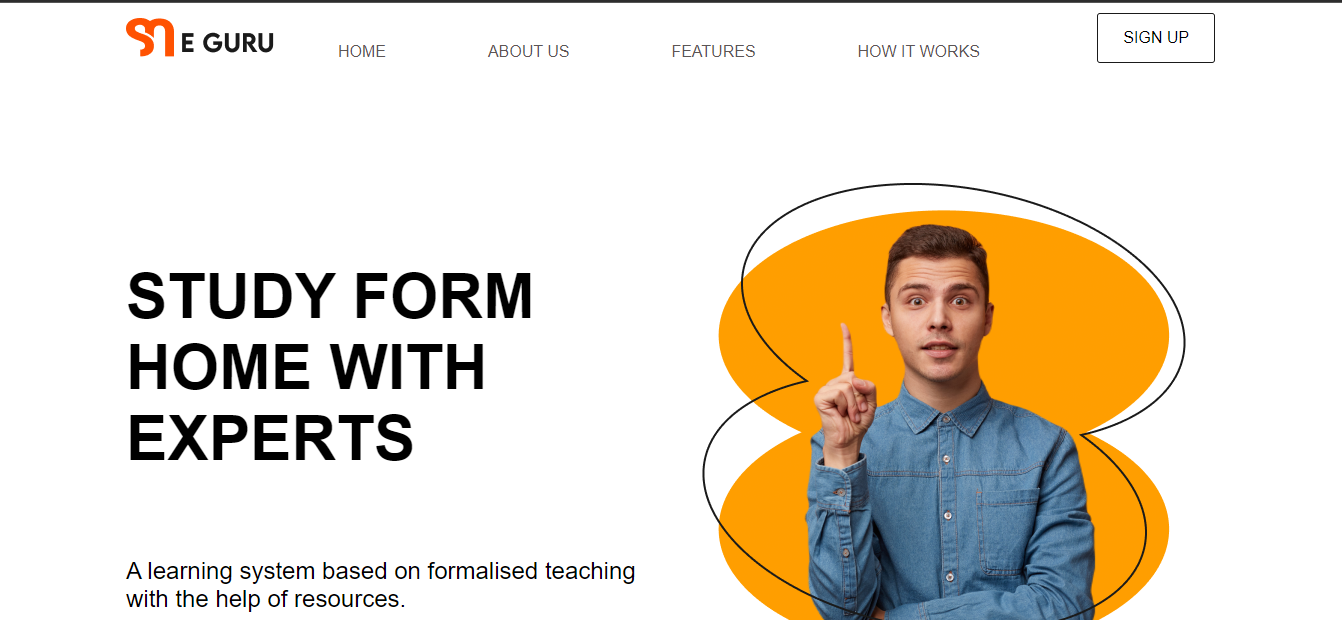 SN E GURU
HOME
ABOUT US
FEATURES
HOW IT WORKS
SIGN UP
STUDY FORM
HOME WITH
EXPERTS
A learning system based on formalised teaching
with the help of resources.